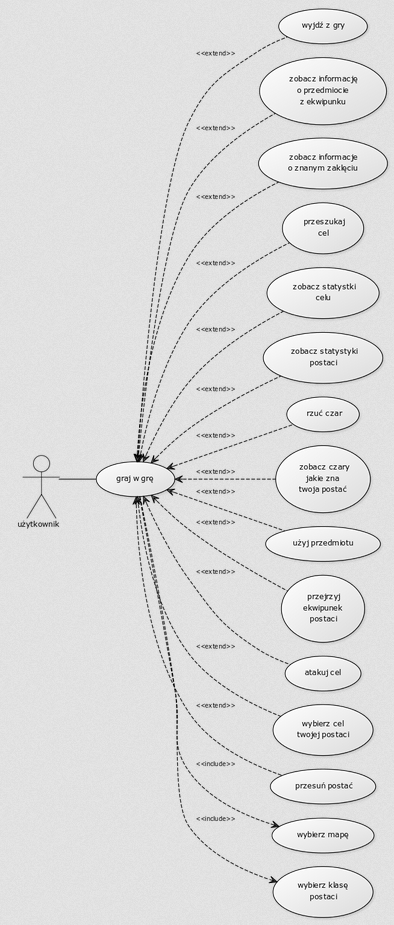 wyjdź z gry
<<extend>>
zobacz informację
o przedmiocie
z ekwipunku
<<extend>>
zobacz informacje
o znanym zaklęciu
<<extend>>
przeszukaj
cel
<<extend>>
zobacz statystki
celu
<<extend>>
zobacz statystyki
postaci
<<extend>>
rzuć czar
<<extend>>
zobacz czary
jakie zna
twoja postać
<<extend>>
graj w grę
użytkownik
<<extend>>
użyj przedmiotu
<<extend>>
przejrzyj
ekwipunek
postaci
<<extend>>
atakuj cel
<<extend>>
wybierz cel
twojej postaci
<<extend>>
przesuń postać
<<include>>
wybierz mapę
<<include>>
wybierz klasę
postaci